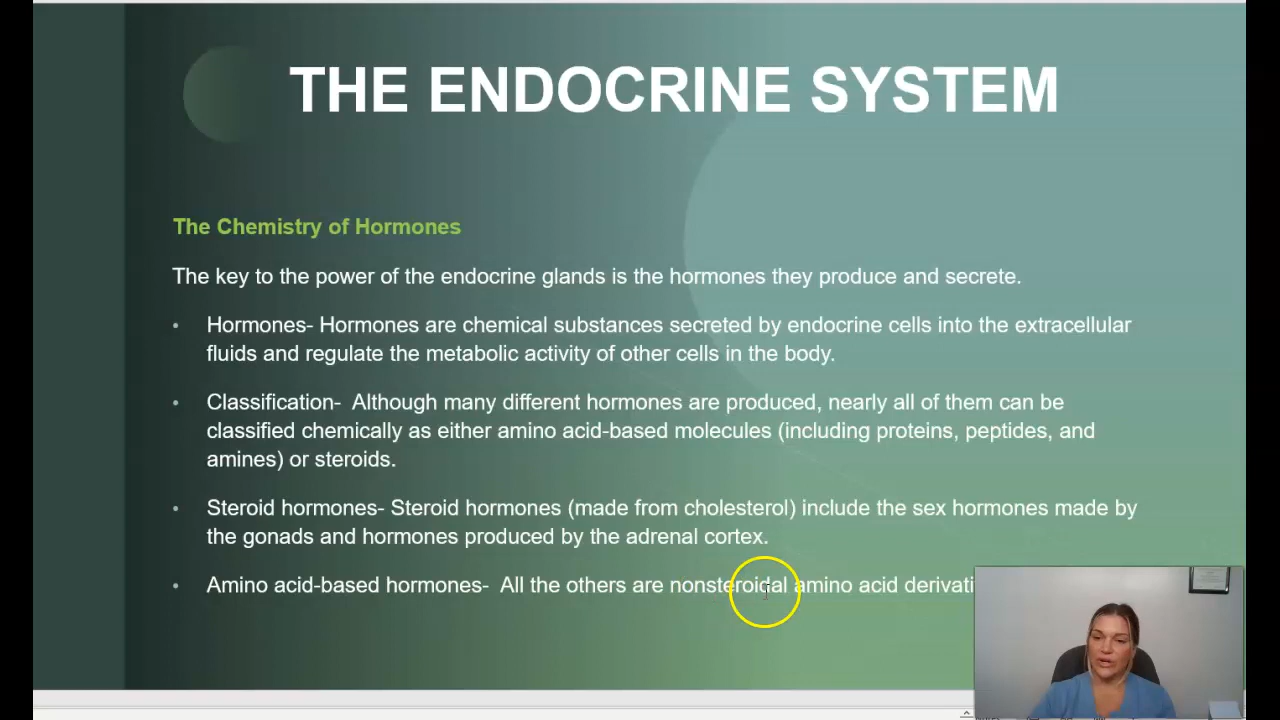 THE ENDOCRINE SYSTEM
The Chemistry of Hormones
The key to the power of the endocrine glands is the hormones they produce and secrete.
• Hormones- Hormones are chemical substances secreted by endocrine cells into the extracellular
fluids and regulate the metabolic activity of other cells in the body.
• Classification- Although many different hormones are produced, nearly all of them can be
classified chemically as either amino acid-based molecules (including proteins, peptides, and
amines) or steroids.
• Steroid hormones- Steroid hormones (made from cholesterol) include the sex hormones made by
the gonads and hormones produced by the adrenal cortex.
• Amino acid-based hormones- All the others are nonsteroidal amino acid